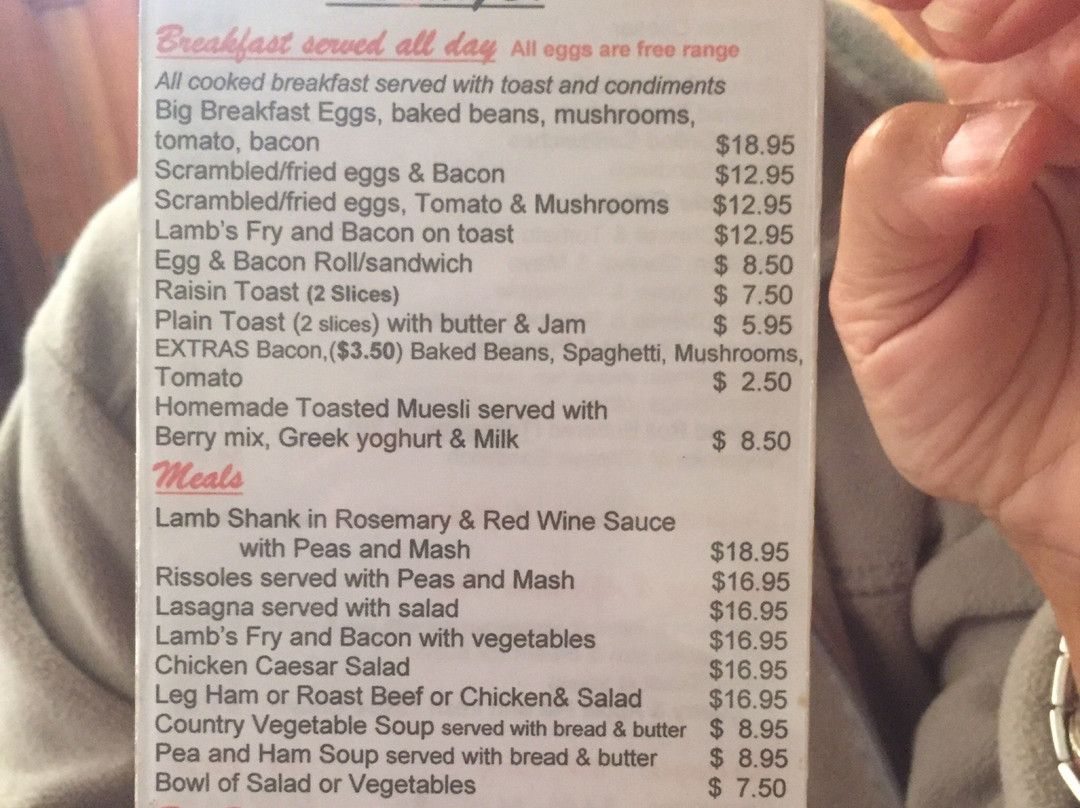 Breakfast served all day All eggs are free range
All cooked breakfast served with toast and condiments
Big Breakfast Eggs, baked beans, mushrooms,
tomato, bacon $18.95
Scrambled/fried eggs & Bacon $12.95
Scrambled/fried eggs, Tomato & Mushrooms $12.95
Lamb's Fry and Bacon on toast $12.95
Egg & Bacon Roll/sandwich $ 8.50
Raisin Toast (2 Slices) $ 7.50
Plain Toast (2 slices) with butter & Jam $ 5.95
EXTRAS Bacon,($3.50) Baked Beans, Spaghetti, Mushrooms,
Tomato $ 2.50
Homemade Toasted Muesli served with
Berry mix, Greek yoghurt & Milk $ 8.50
Meals
Lamb Shank in Rosemary & Red Wine Sauce
with Peas and Mash $18.95
Rissoles served with Peas and Mash $16.95
Lasagna served with salad $16.95
Lamb's Fry and Bacon with vegetables $16.95
Chicken Caesar Salad $16.95
Leg Ham or Roast Beef or Chicken& Salad $16.95
Country Vegetable Soup served with bread & butter $ 8.95
Pea and Ham Soup served with bread & butter $ 8.95
Bowl of Salad or Vegetables $ 7.50